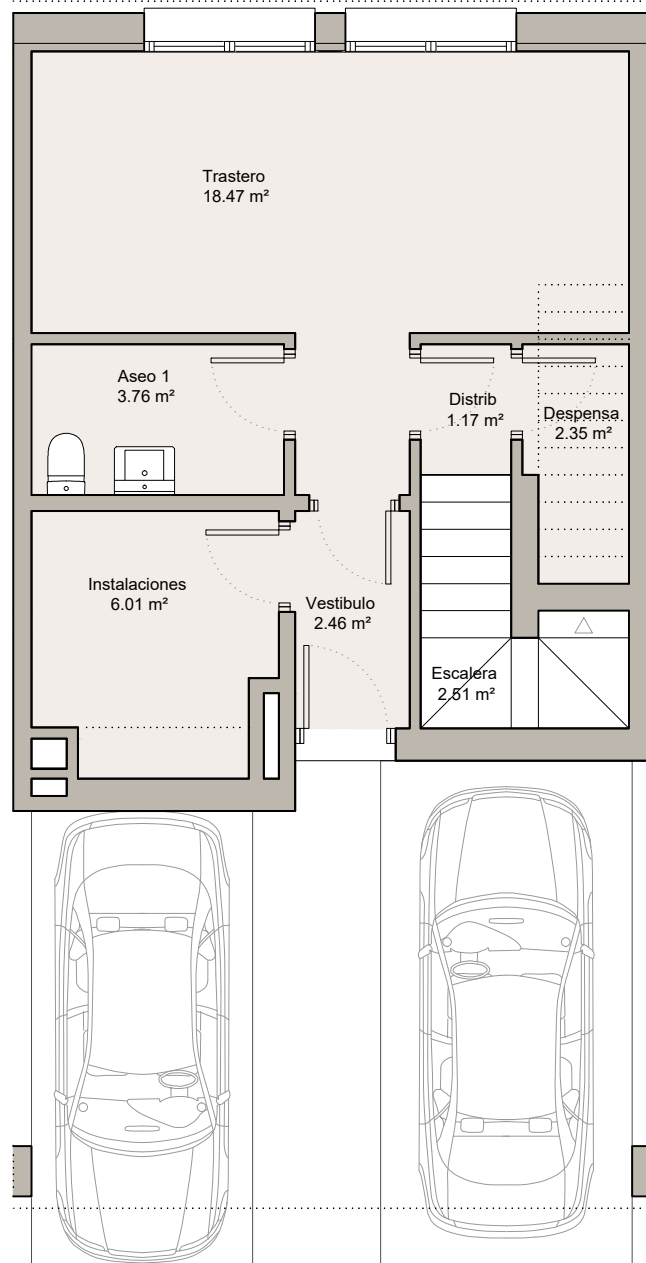 Trastero
18.47 m²
Aseo 1
3.76 m²
Distrib
1.17 m²
Despensa
2.35 m²
Instalaciones
6.01 m²
Vestibulo
2.46 m²
Escalera
2.51 m²